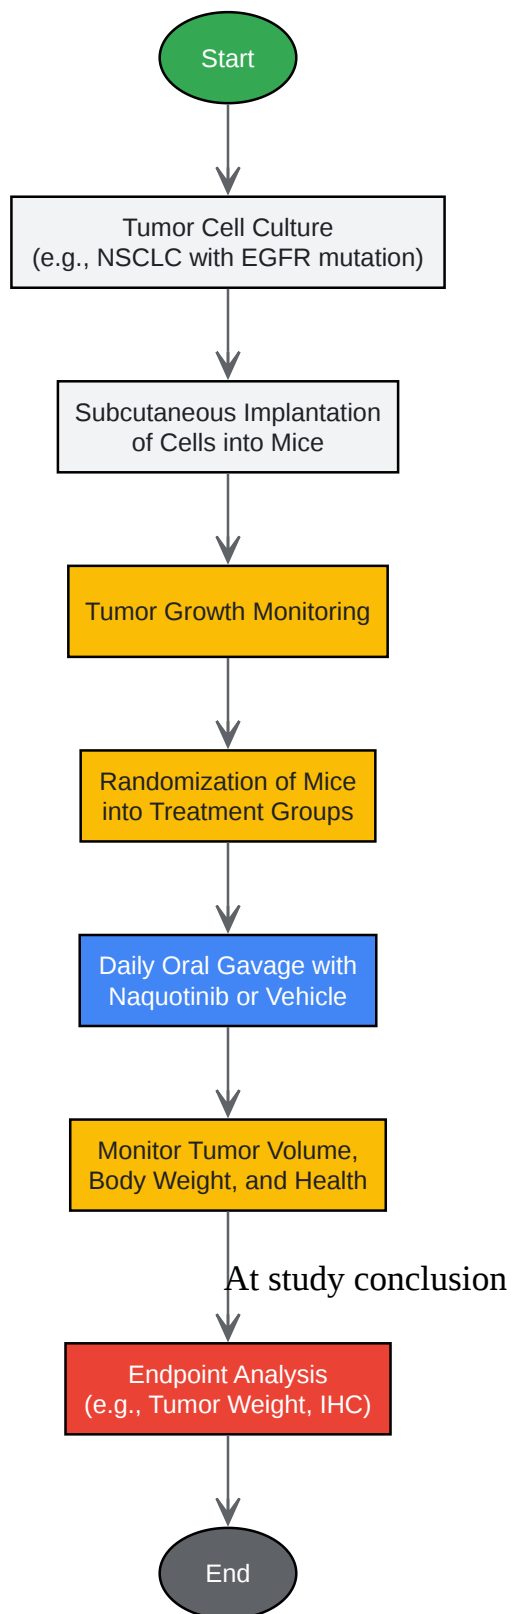 Start
Tumor Cell Culture
(e.g., NSCLC with EGFR mutation)
Subcutaneous Implantation
of Cells into Mice
Tumor Growth Monitoring
Randomization of Mice
into Treatment Groups
Daily Oral Gavage with
Naquotinib or Vehicle
Monitor Tumor Volume,
Body Weight, and Health
At study conclusion
Endpoint Analysis
(e.g., Tumor Weight, IHC)
End